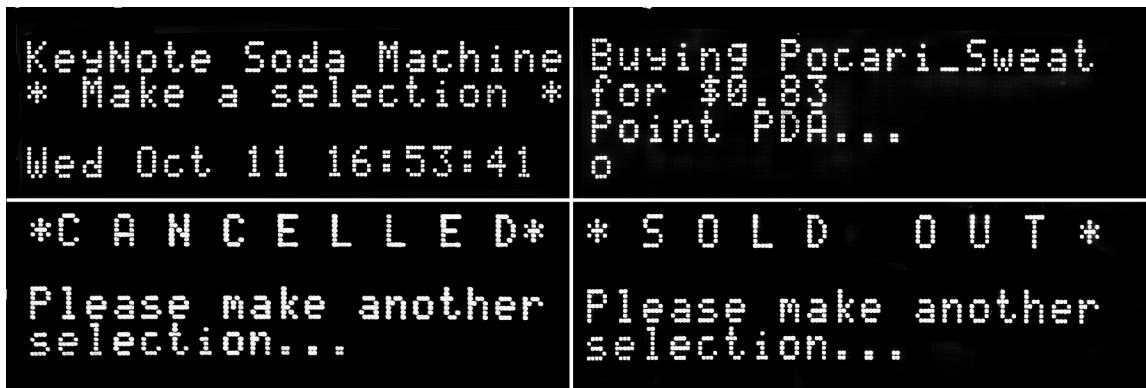 KeyNote Soda Machine
* Make a selection *
Wed Oct 11 16:53:41
Buying Pocari_Sweat
for $0.83
Point PDA...
o
*C A N C E L L E D*
Please make another
selection...
* S O L D   O U T *
Please make another
selection...